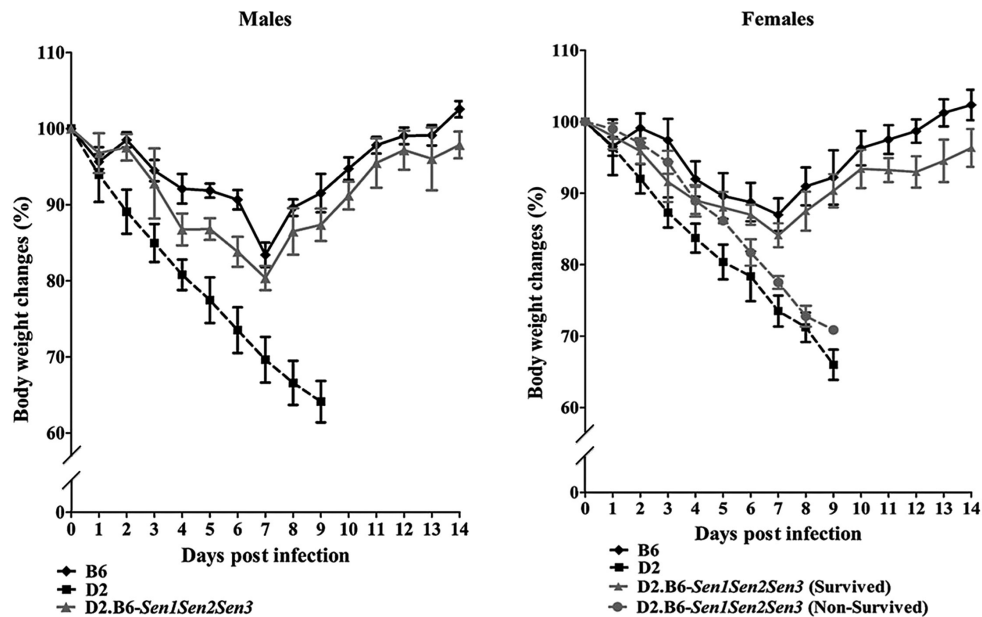 Males
Body weight changes (%)
110
100
90
80
70
60
0
0 1 2 3 4 5 6 7 8 9 10 11 12 13 14
Days post infection
B6
D2
D2.B6-Sen1Sen2Sen3
Females
Body weight changes (%)
110
100
90
80
70
60
0
0 1 2 3 4 5 6 7 8 9 10 11 12 13 14
Days post infection
B6
D2
D2.B6-Sen1Sen2Sen3 (Survived)
D2.B6-Sen1Sen2Sen3 (Non-Survived)